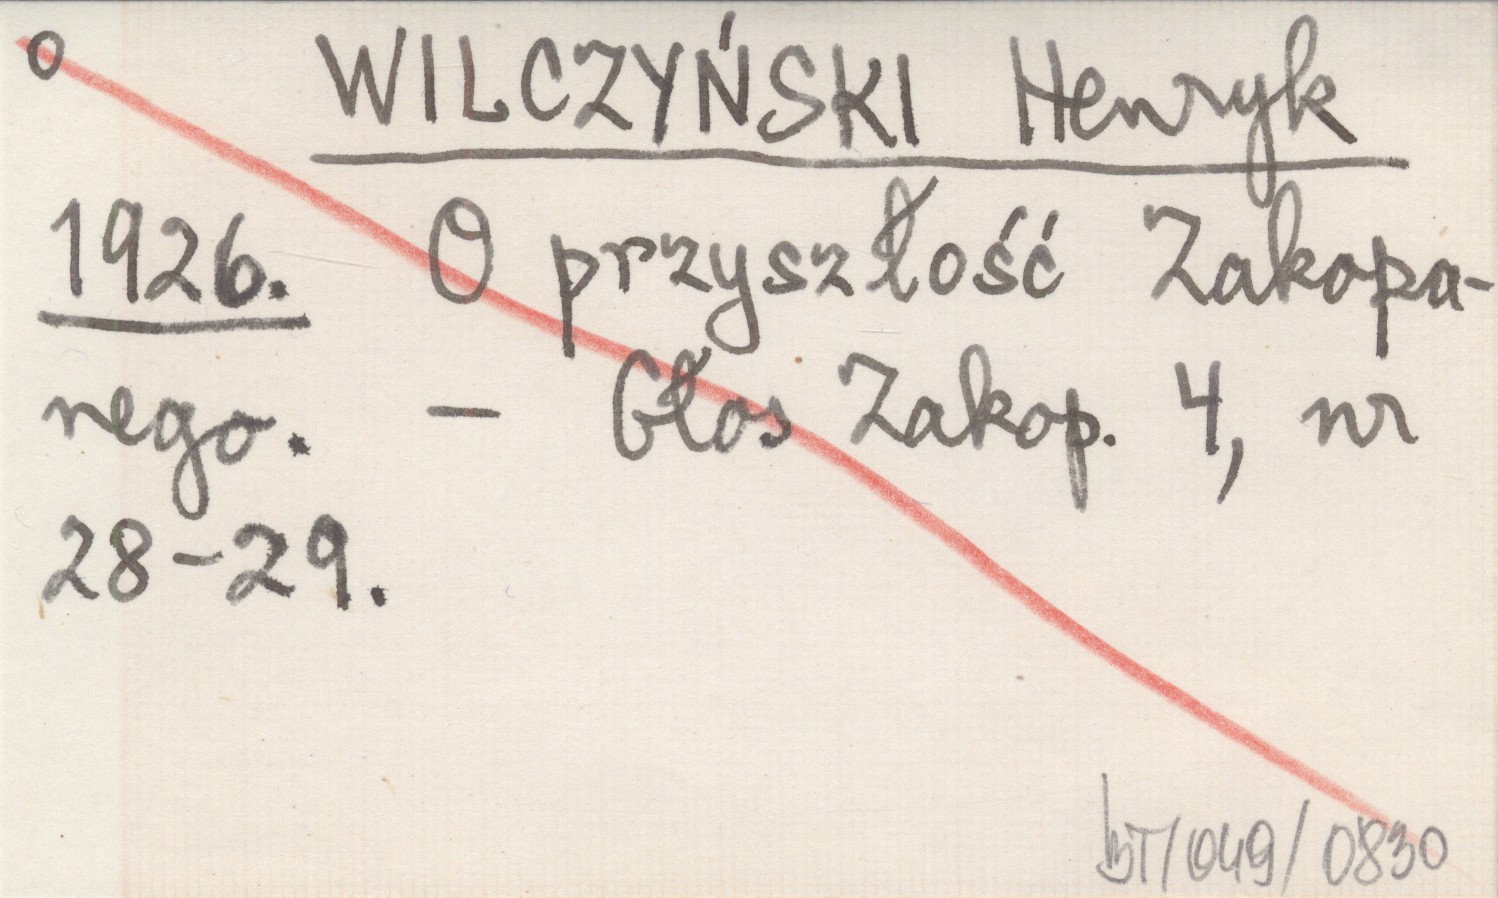 o WILCZYŃSKI Henryk
1926. O przyszłość Zakopa-
nego. - Głos Zakop. 4, nr
28-29.
BT/049/0830